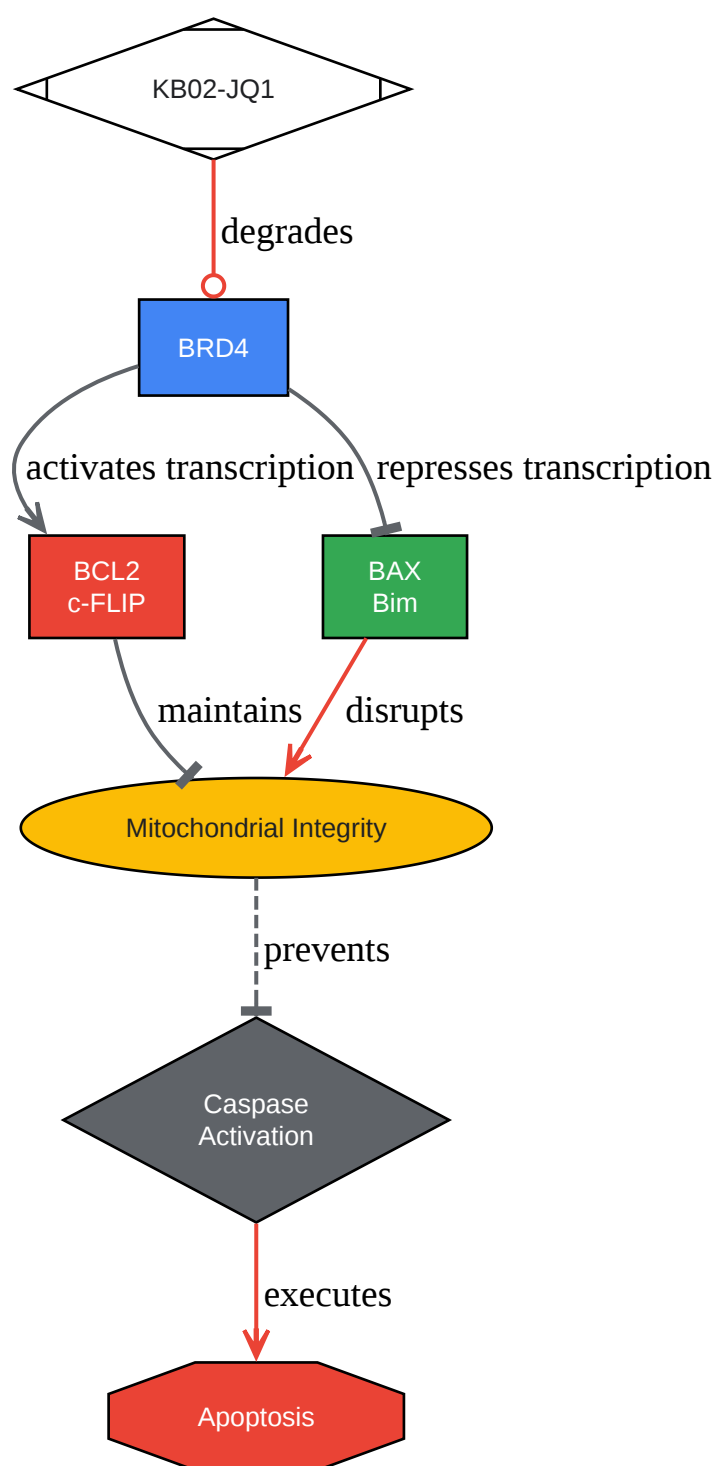 KB02-JQ1
degrades
BRD4
activates transcription
represses transcription
BCL2
c-FLIP
BAX
Bim
maintains
disrupts
Mitochondrial Integrity
prevents
Caspase
Activation
executes
Apoptosis